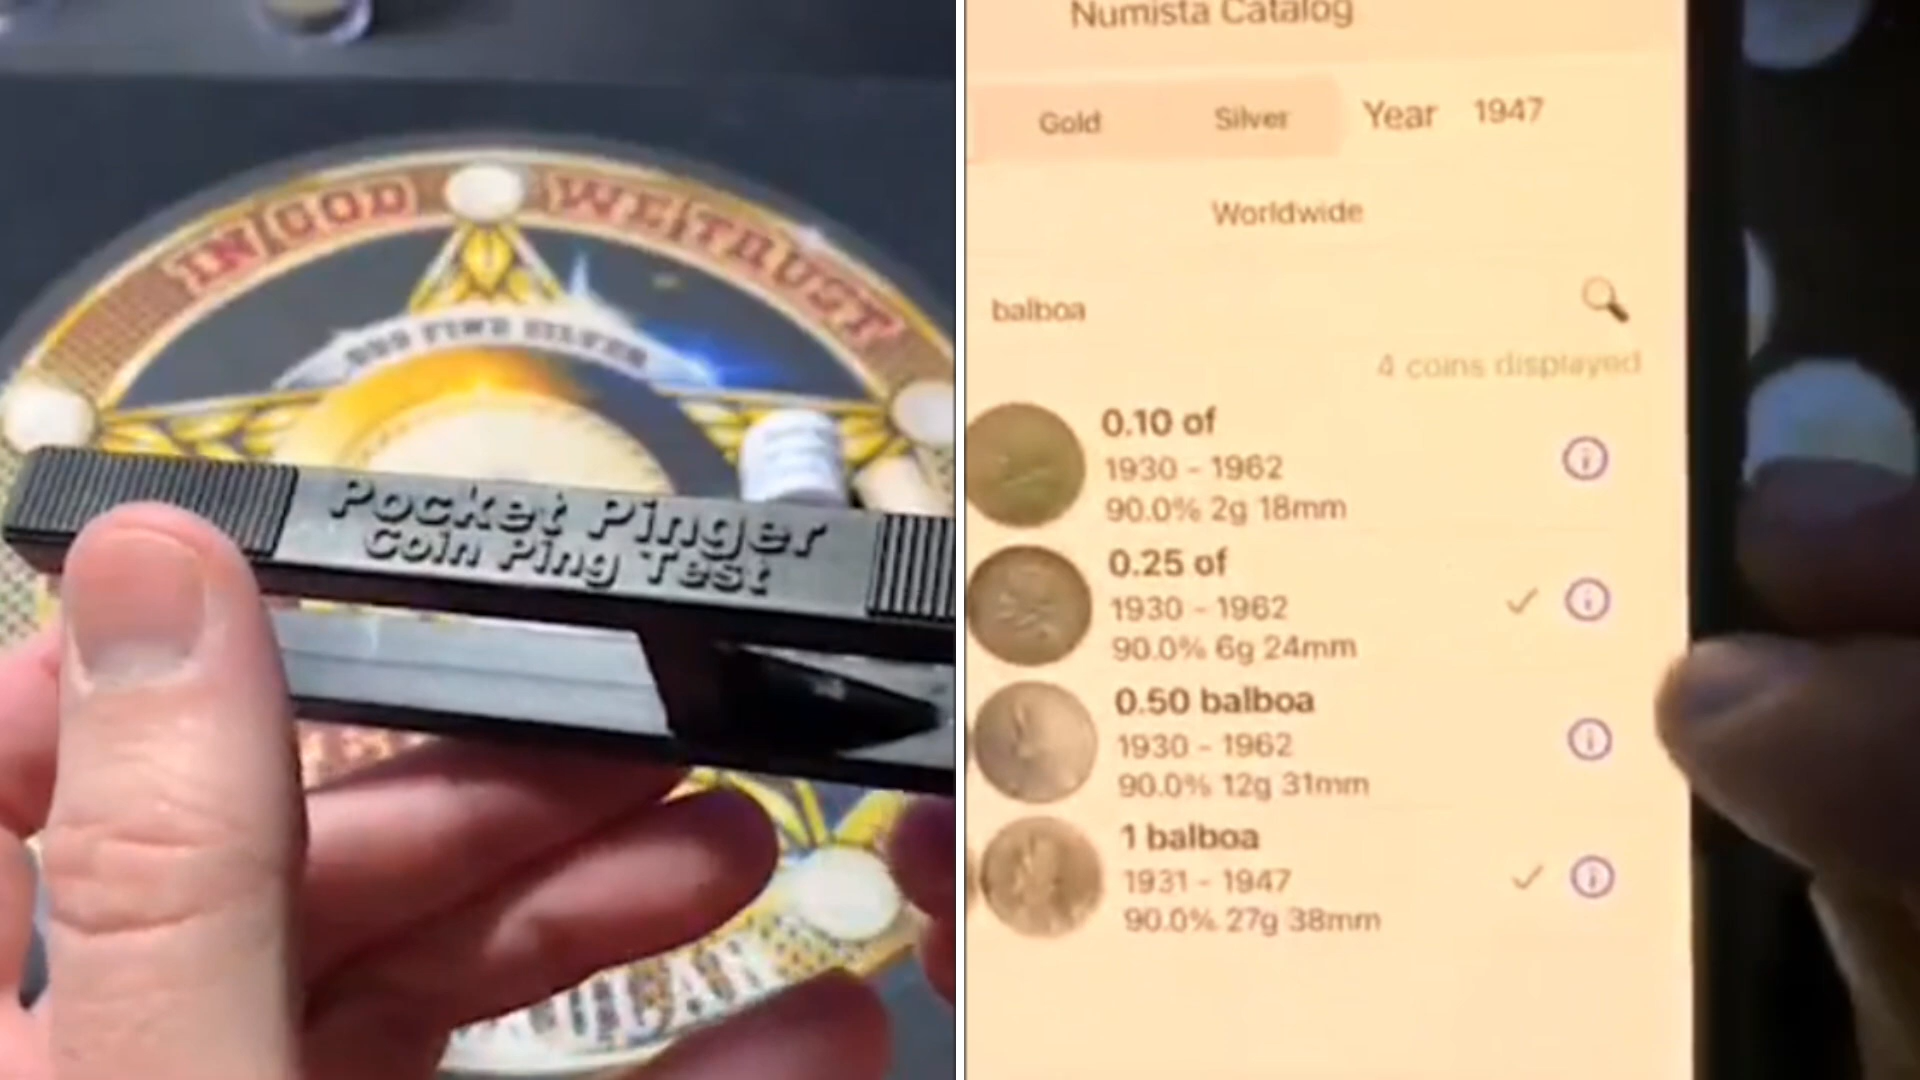 IN GOD WE TRUST
999 FINE SILVER
Pocket Pinger
Coin Ping Test
Numista Catalog
Gold Silver Year 1947
Worldwide
balboa
4 coins displayed
0.10 of
1930 - 1962
90.0% 2g 18mm
0.25 of
1930 - 1962
90.0% 6g 24mm
0.50 balboa
1930 - 1962
90.0% 12g 31mm
1 balboa
1931 - 1947
90.0% 27g 38mm